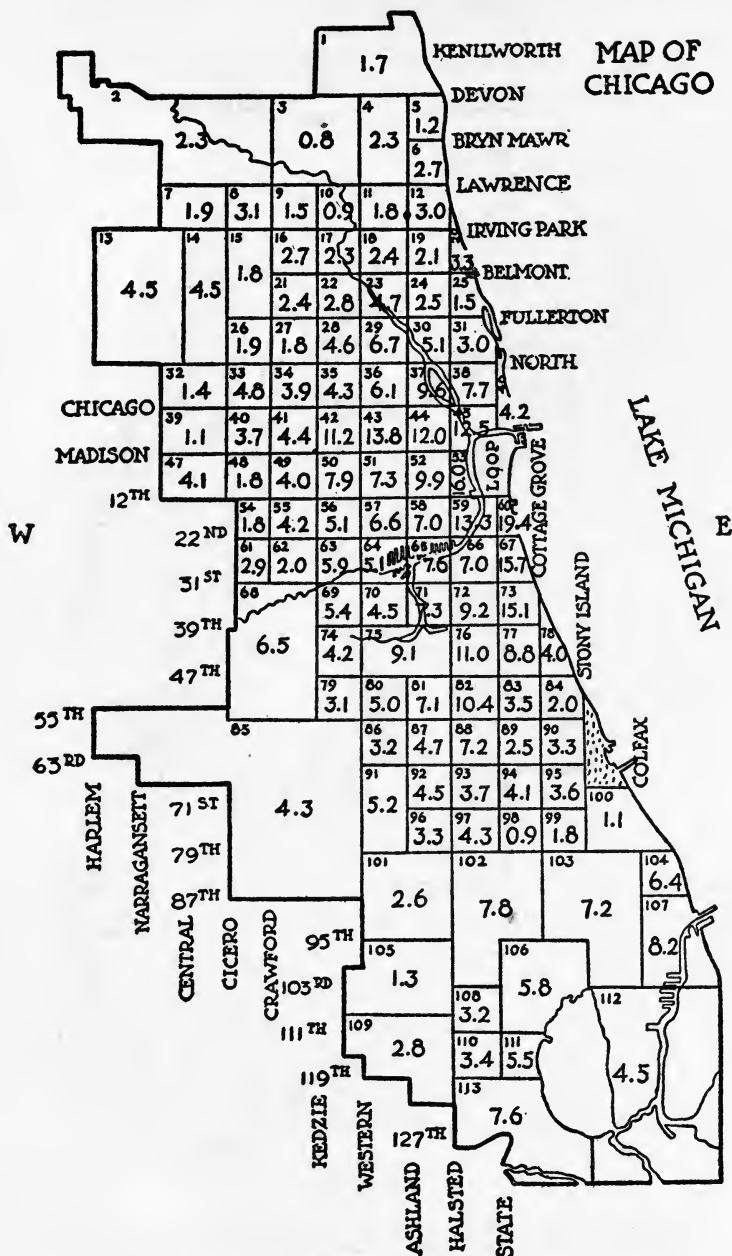 MAP OF
CHICAGO
KENILWORTH
1
1.7
DEVON
2
2.3
3
0.8
4
2.3
5
1.2
BRYN MAWR
6
2.7
LAWRENCE
7 8 9 10 11 12
1.9 3.1 1.5 0.9 1.8 3.0
IRVING PARK
13 14 15 16 17 18 19
4.5 4.5 1.8 2.7 2.3 2.4 2.1 3.3
BELMONT
21 22 23 24 25
2.4 2.8 4.7 2.5 1.5
FULLERTON
26 27 28 29 30 31
1.9 1.8 4.6 6.7 5.1 3.0
NORTH
32 33 34 35 36 37 38
1.4 4.8 3.9 4.3 6.1 9.6 7.7
CHICAGO
4.2
39 40 41 42 43 44
1.1 3.7 4.4 11.2 13.8 12.0
LOOP
MADISON
47 48 49 50 51 52 53
4.1 1.8 4.0 7.9 7.3 9.9 16.0
12TH
54 55 56 57 58 59 60
1.8 4.2 5.1 6.6 7.0 13.3 19.4
COTTAGE GROVE
22ND
61 62 63 64 65 66 67
2.9 2.0 5.9 5.1 7.6 7.0 15.7
31ST
68 69 70 71 72 73
6.5 5.4 4.5 15.1 9.2
39TH
74 75 76 77 78
4.2 9.1 11.0 8.8 4.0
STONY ISLAND
47TH
79 80 81 82 83 84
3.1 5.0 7.1 10.4 3.5 2.0
55TH
85 86 87 88 89 90
4.3 3.2 4.7 7.2 2.5 3.3
63RD
COLFAX
91 92 93 94 95
5.2 4.5 3.7 4.1 3.6
71ST
100
1.1
96 97 98 99
3.3 4.3 0.9 1.8
79TH
101 102 103 104
2.6 7.8 7.2 6.4
87TH
107
8.2
95TH
105 106
1.3 5.8
103RD
108 112
3.2 4.5
111TH
109 110 111
2.8 3.4 5.5
119TH
113
7.6
127TH
HARLEM
NARRAGANSETT
CENTRAL
CICERO
CRAWFORD
KEDZIE
WESTERN
ASHLAND
HALSTED
STATE
LAKE MICHIGAN
W
E